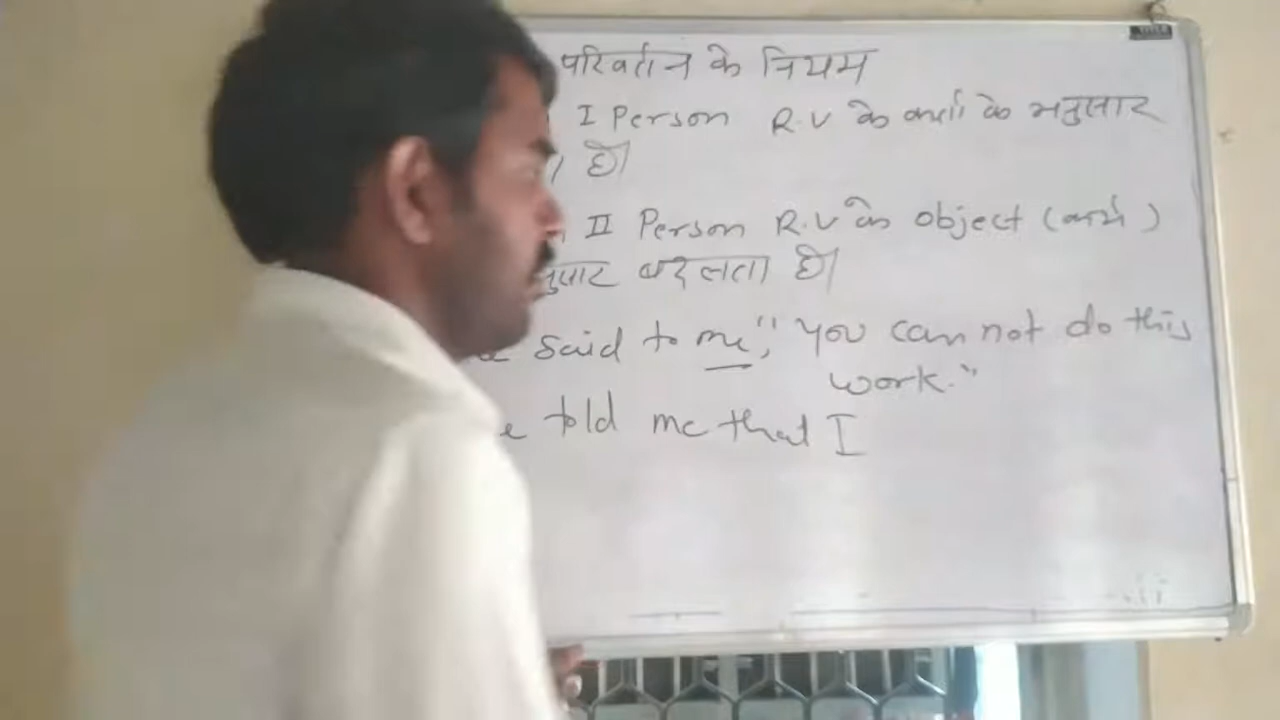 परिवर्तन के नियम
I Person R.V के कर्ता के अनुसार
है।
II Person R.V के object (कर्म)
नुसार बदलता है।
said to me", "you can not do this
work."
e told me that I